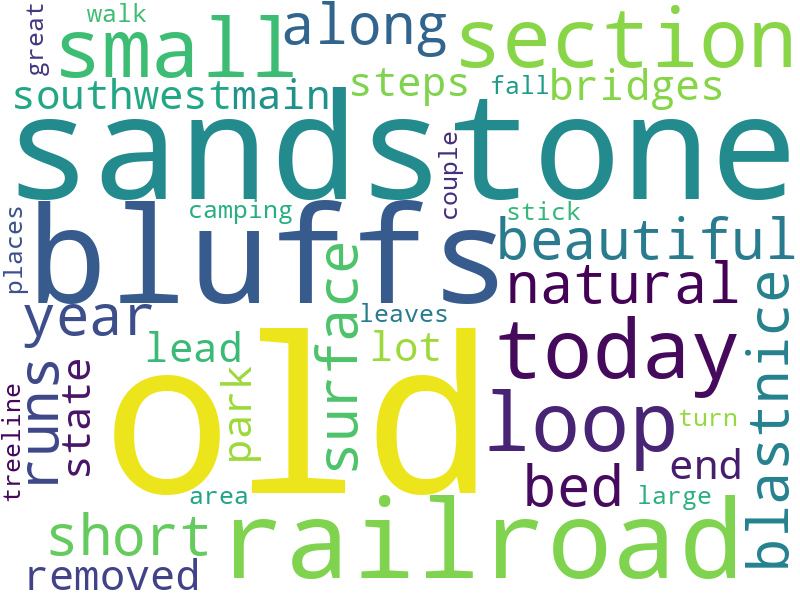 great
walk
small
along
section
southwestmain
steps
fall
bridges
sandstone
couple
camping
stick
places
bluffs
beautiful
year
surface
leaves
natural
lead
lot
today
blastnice
runs
state
park
old
loop
turn
treeline
bed
end
area
large
short
railroad
removed